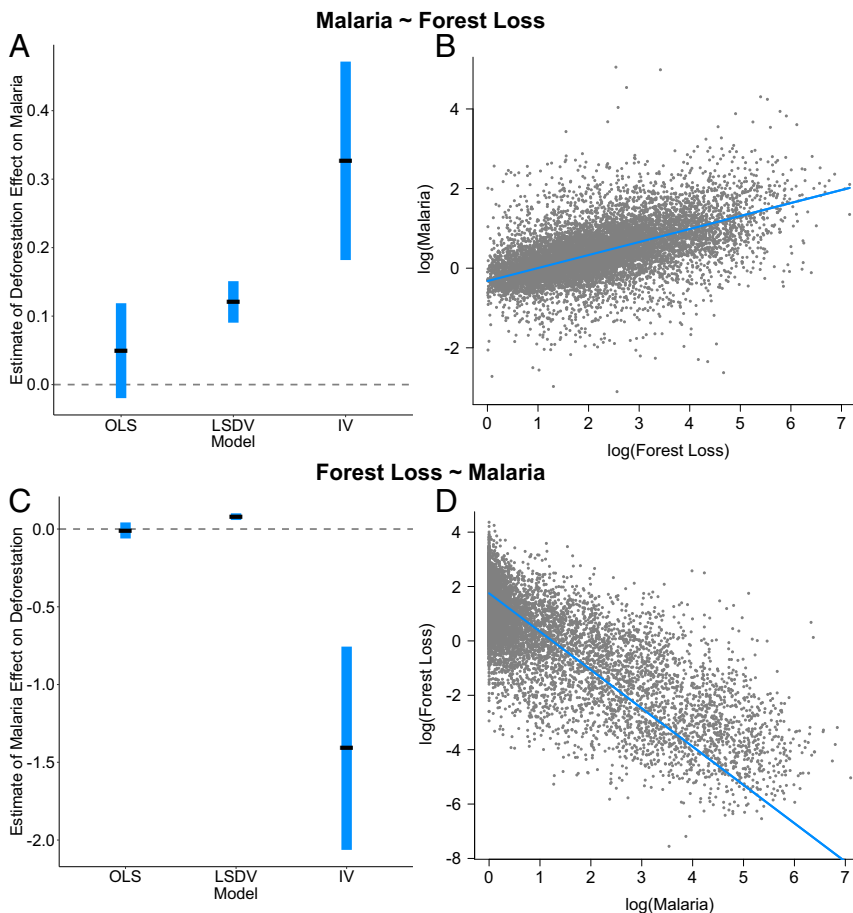 Malaria ~ Forest Loss
A
Estimate of Deforestation Effect on Malaria
0.4
0.3
0.2
0.1
0.0
OLS LSDV IV
Model
B
log(Malaria)
4
2
0
-2
0 1 2 3 4 5 6 7
log(Forest Loss)
Forest Loss ~ Malaria
C
Estimate of Malaria Effect on Deforestation
0.0
-0.5
-1.0
-1.5
-2.0
OLS LSDV IV
Model
D
log(Forest Loss)
4
2
0
-2
-4
-6
-8
0 1 2 3 4 5 6 7
log(Malaria)